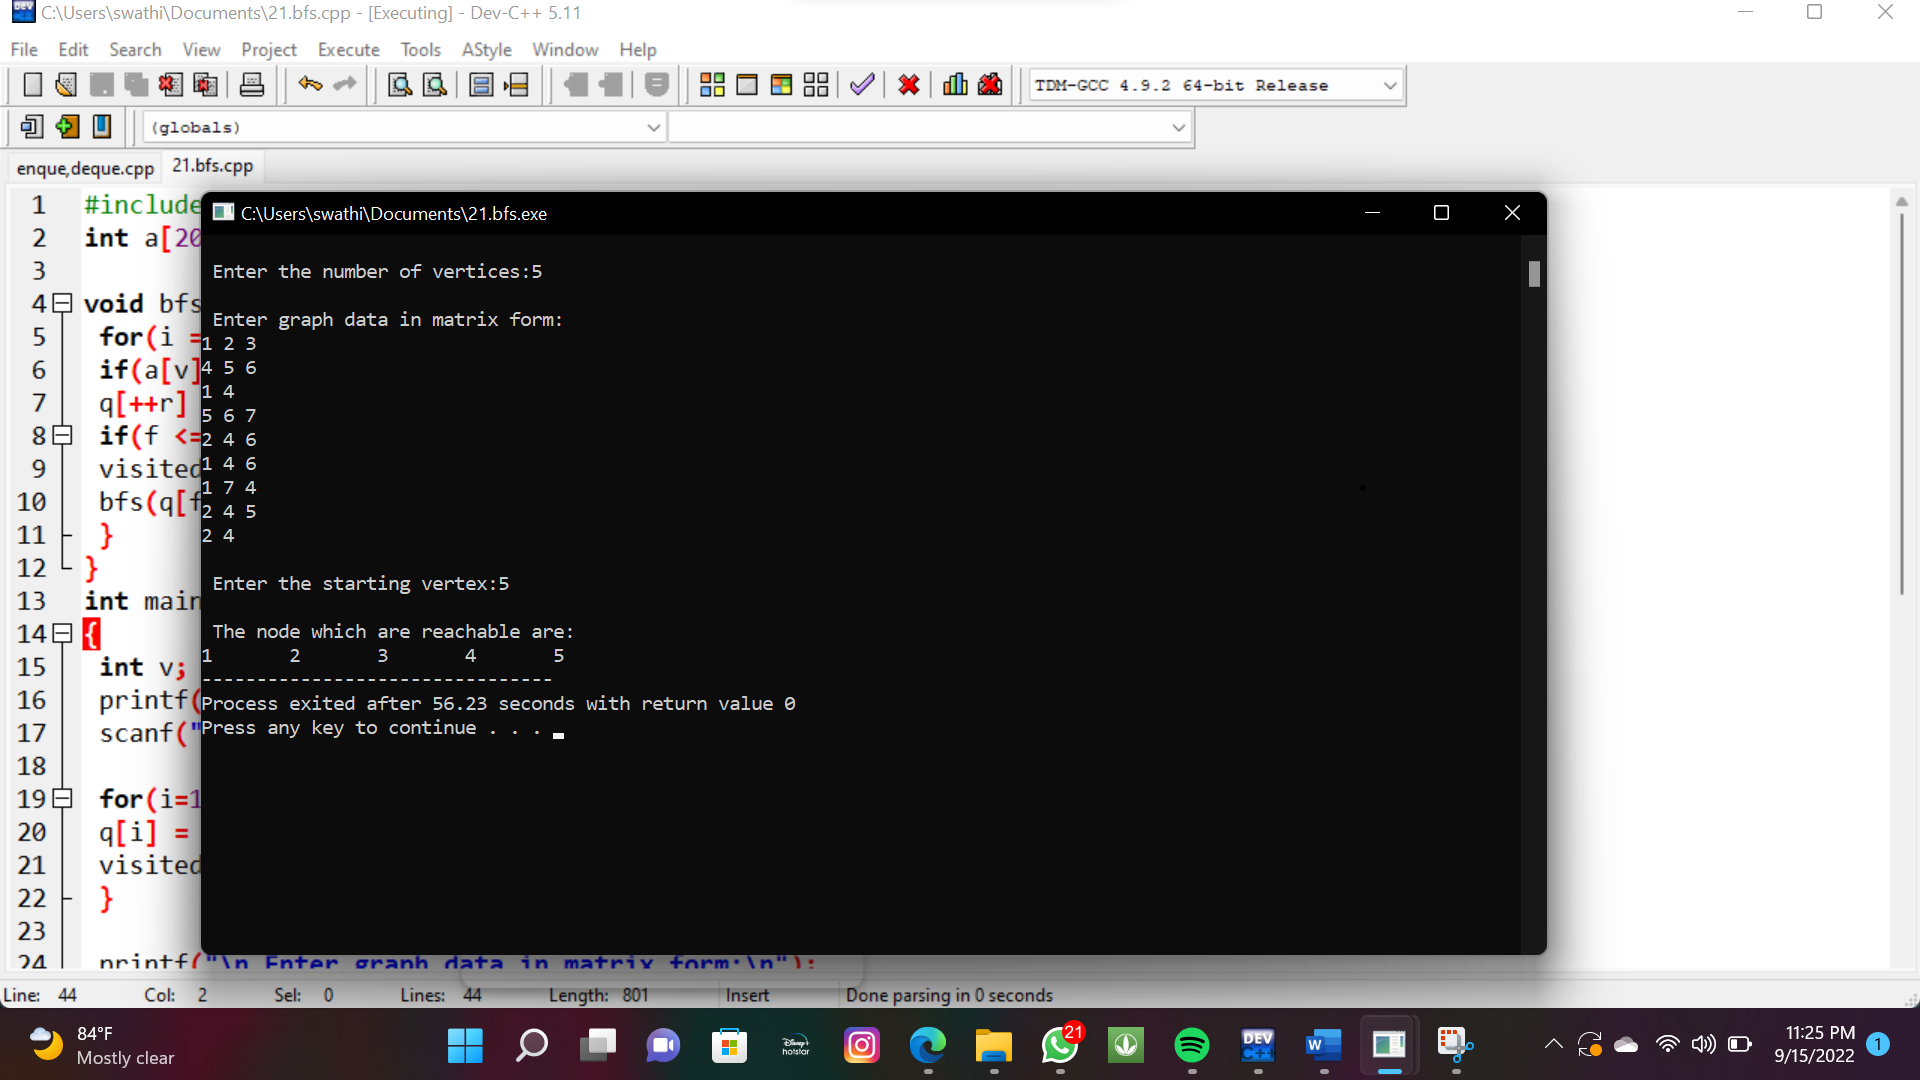 C:\Users\swathi\Documents\21.bfs.cpp - [Executing] - Dev-C++ 5.11
File Edit Search View Project Execute Tools AStyle Window Help
TDM-GCC 4.9.2 64-bit Release
(globals)
enque,deque.cpp 21.bfs.cpp
1 #include
2 int a[20
3
4 void bfs
5 for(i =
6 if(a[v]
7 q[++r]
8 if(f <=
9 visited
10 bfs(q[f
11 }
12 }
13 int main
14 {
15 int v;
16 printf(
17 scanf("
18
19 for(i=1
20 q[i] =
21 visited
22 }
23
24 printf("\n Enter graph data in matrix form:\n");
C:\Users\swathi\Documents\21.bfs.exe
Enter the number of vertices:5
Enter graph data in matrix form:
1 2 3
4 5 6
1 4
5 6 7
2 4 6
1 4 6
1 7 4
2 4 5
2 4
Enter the starting vertex:5
The node which are reachable are:
1 2 3 4 5
--------------------------------
Process exited after 56.23 seconds with return value 0
Press any key to continue . . .
Line: 44 Col: 2 Sel: 0 Lines: 44 Length: 801 Insert Done parsing in 0 seconds
84°F
Mostly clear
Disney+
hotstar
21
DEV
C++
W
11:25 PM
9/15/2022
1